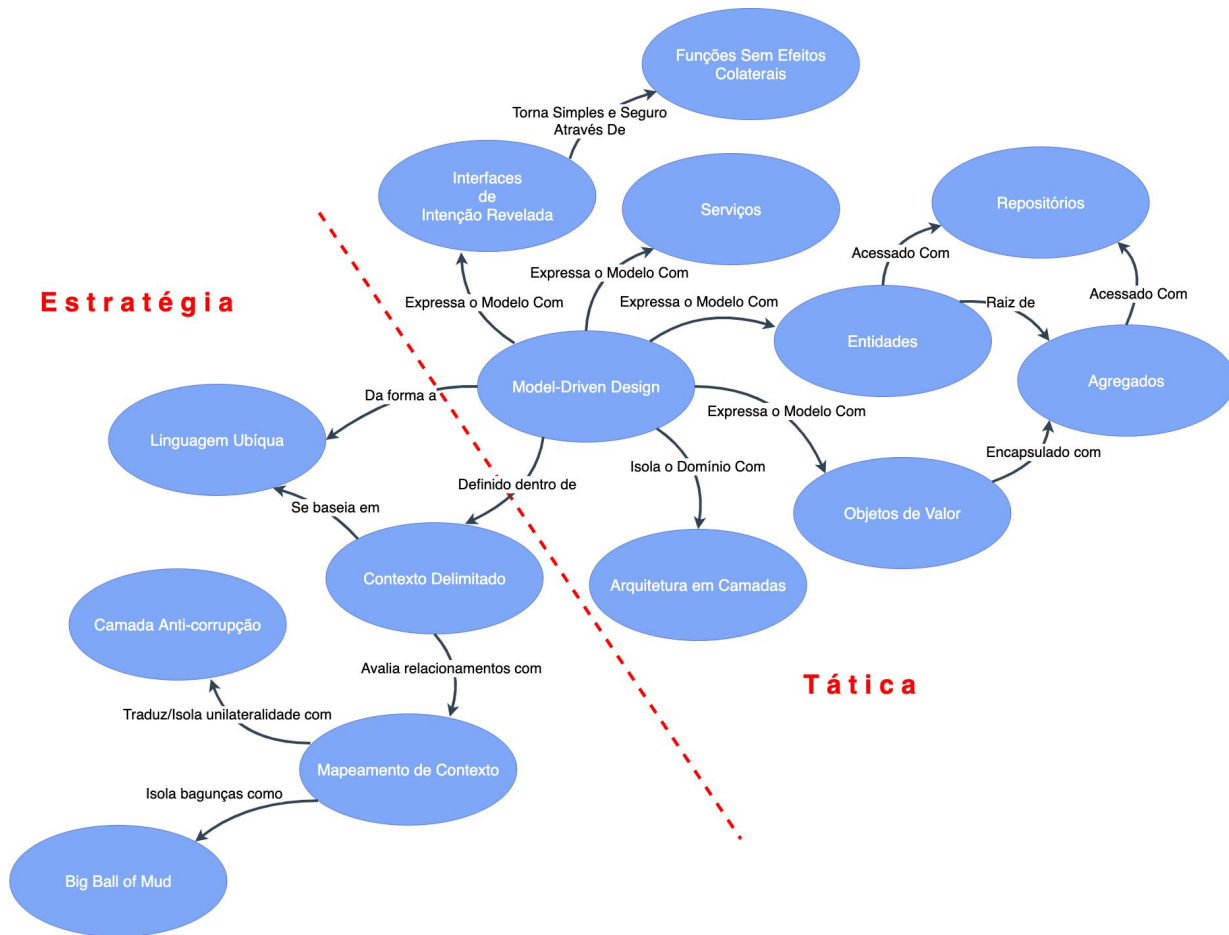 Funções Sem Efeitos
Colaterais
Torna Simples e Seguro
Através De
Interfaces
de
Intenção Revelada
Serviços
Repositórios
Acessado Com
Expressa o Modelo Com
Estratégia
Expressa o Modelo Com
Expressa o Modelo Com
Raiz de
Acessado Com
Entidades
Model-Driven Design
Agregados
Da forma a
Expressa o Modelo Com
Linguagem Ubíqua
Isola o Domínio Com
Encapsulado com
Definido dentro de
Se baseia em
Objetos de Valor
Contexto Delimitado
Arquitetura em Camadas
Camada Anti-corrupção
Avalia relacionamentos com
Tática
Traduz/Isola unilateralidade com
Mapeamento de Contexto
Isola bagunças como
Big Ball of Mud